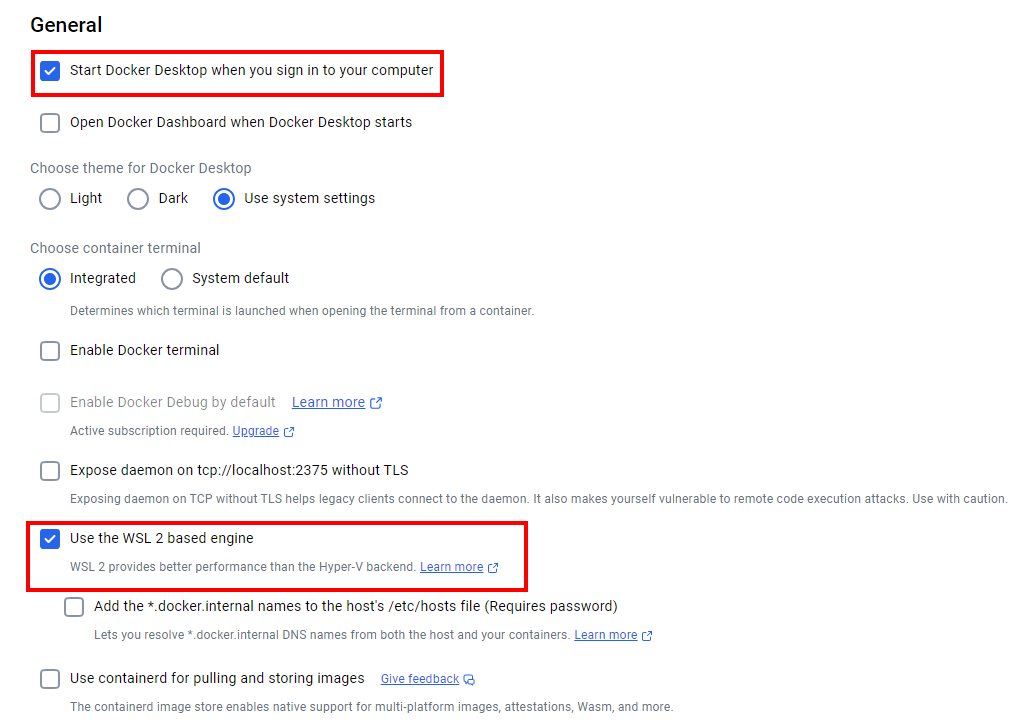 General
Start Docker Desktop when you sign in to your computer
Open Docker Dashboard when Docker Desktop starts
Choose theme for Docker Desktop
Light Dark Use system settings
Choose container terminal
Integrated System default
Determines which terminal is launched when opening the terminal from a container.
Enable Docker terminal
Enable Docker Debug by default Learn more
Active subscription required. Upgrade
Expose daemon on tcp://localhost:2375 without TLS
Exposing daemon on TCP without TLS helps legacy clients connect to the daemon. It also makes yourself vulnerable to remote code execution attacks. Use with caution.
Use the WSL 2 based engine
WSL 2 provides better performance than the Hyper-V backend. Learn more
Add the *.docker.internal names to the host's /etc/hosts file (Requires password)
Lets you resolve *.docker.internal DNS names from both the host and your containers. Learn more
Use containerd for pulling and storing images Give feedback
The containerd image store enables native support for multi-platform images, attestations, Wasm, and more.